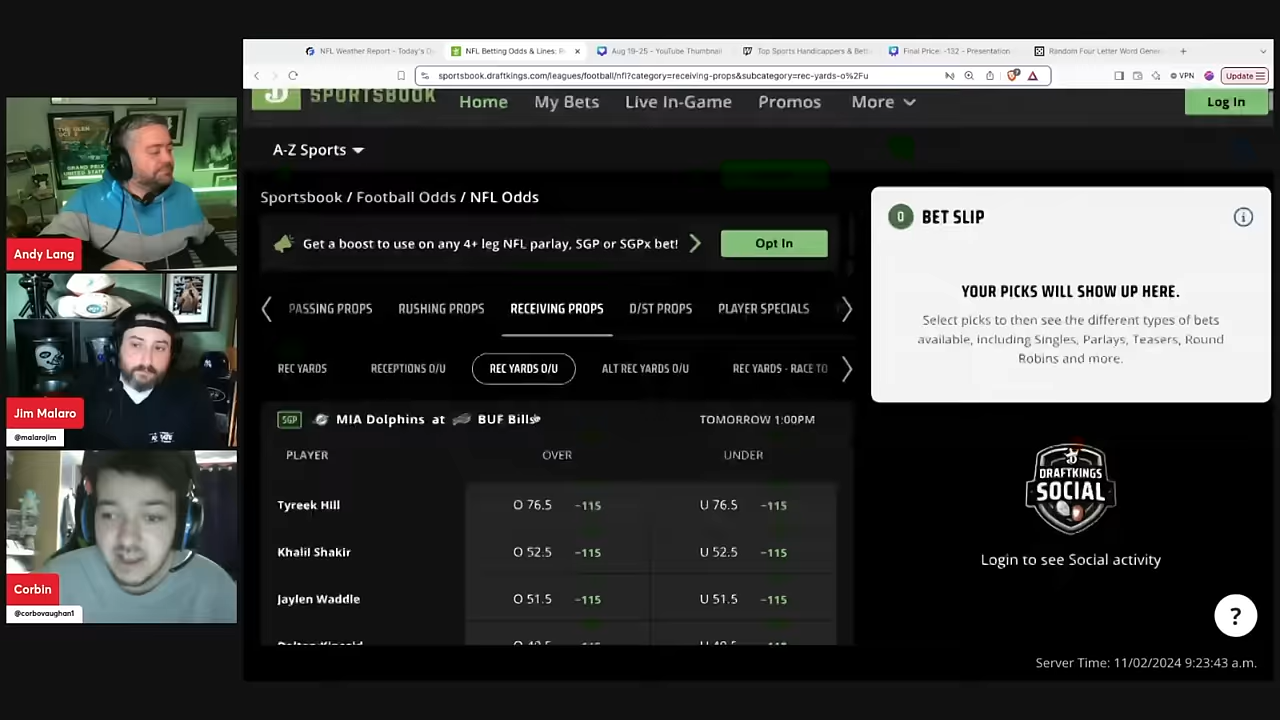 NFL Weather Report - Today's
NFL Betting Odds & Lines:
Aug 19-25 - YouTube Thumbnail
Top Sports Handicappers & Bett
Final Price: -132 - Presentation
Random Four Letter Word Gene
sportsbook.draftkings.com/leagues/football/nfl?category=receiving-props&subcategory=rec-yards-o%2Fu
VPN
Update
SPORTSBOOK
Home
My Bets
Live In-Game
Promos
More
Log In
A-Z Sports
Sportsbook / Football Odds / NFL Odds
Get a boost to use on any 4+ leg NFL parlay, SGP or SGPx bet!
Opt In
PASSING PROPS
RUSHING PROPS
RECEIVING PROPS
D/ST PROPS
PLAYER SPECIALS
REC YARDS
RECEPTIONS O/U
REC YARDS O/U
ALT REC YARDS O/U
REC YARDS - RACE TO
SGP
MIA Dolphins at BUF Bills
TOMORROW 1:00PM
PLAYER
OVER
UNDER
Tyreek Hill
O 76.5 -115
U 76.5 -115
Khalil Shakir
O 52.5 -115
U 52.5 -115
Jaylen Waddle
O 51.5 -115
U 51.5 -115
0 BET SLIP
YOUR PICKS WILL SHOW UP HERE.
Select picks to then see the different types of bets
available, including Singles, Parlays, Teasers, Round
Robins and more.
DRAFTKINGS
SOCIAL
Login to see Social activity
?
Server Time: 11/02/2024 9:23:43 a.m.
Andy Lang
Jim Malaro
@malarojim
Corbin
@corbovaughan1